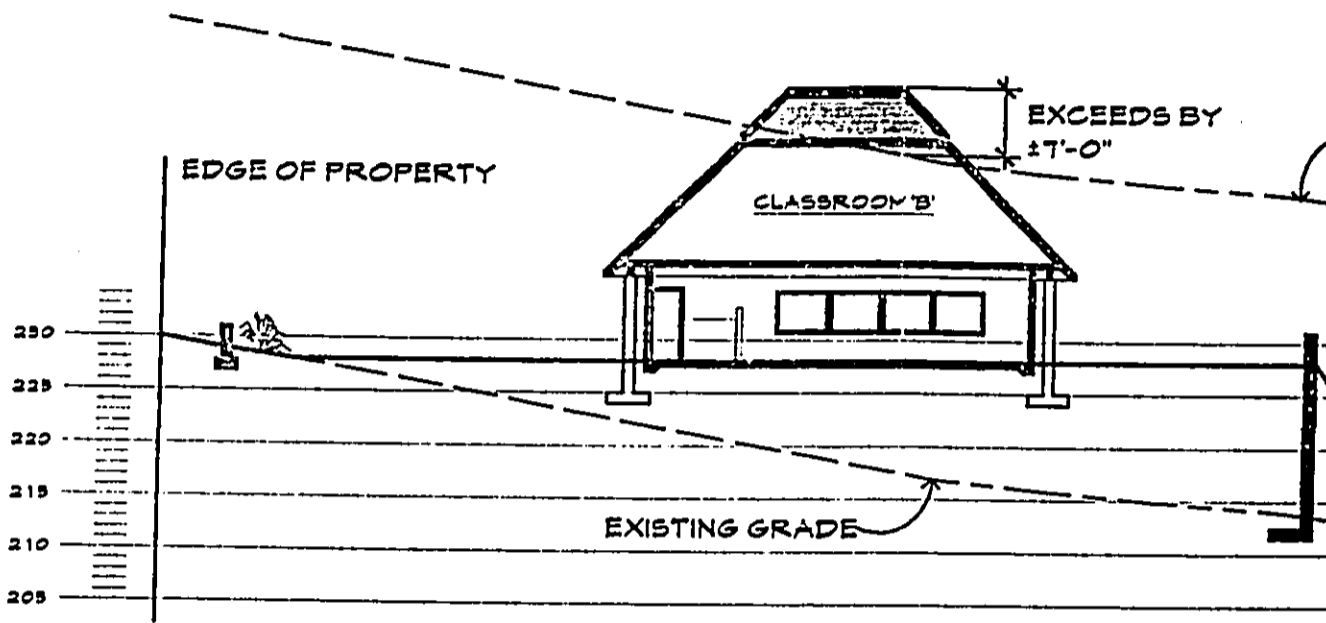 EXCEEDS BY
±7'-0"
EDGE OF PROPERTY
CLASSROOM 'B'
230
225
220
215
210
205
EXISTING GRADE